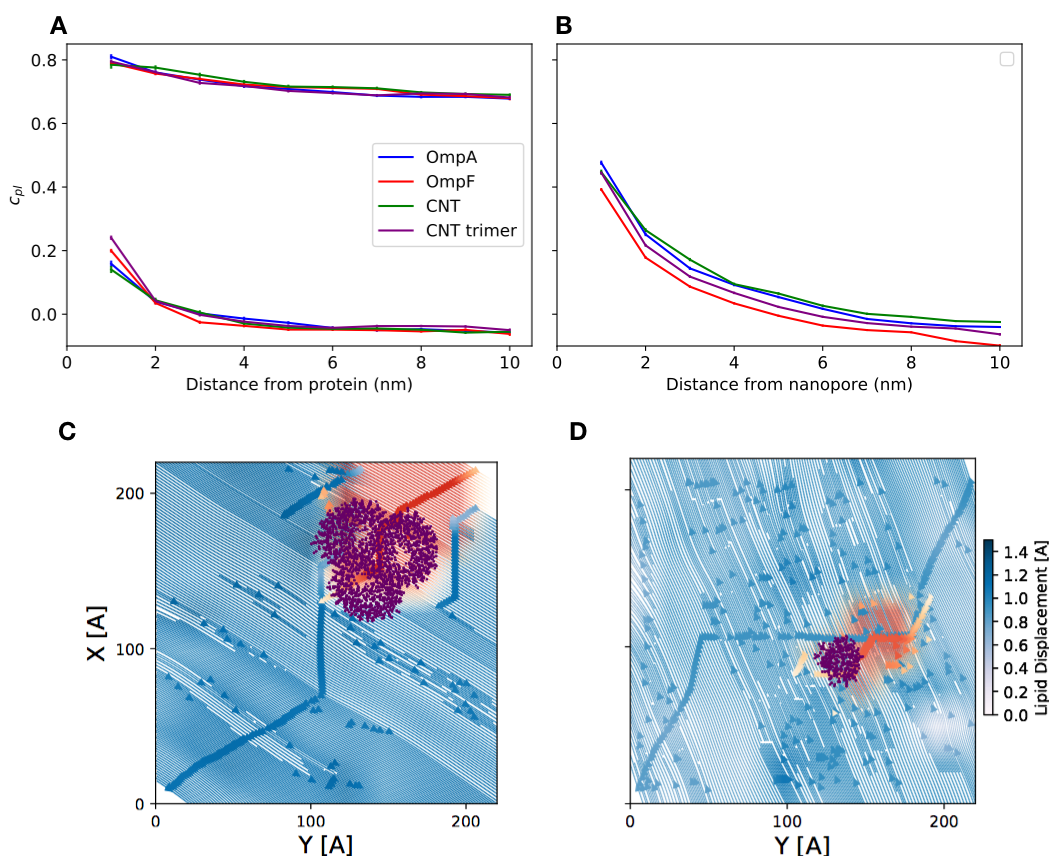 A
B
0.8
0.6
0.4
0.2
0.0
c_pl
OmpA
OmpF
CNT
CNT trimer
0 2 4 6 8 10
0 2 4 6 8 10
Distance from protein (nm)
Distance from nanopore (nm)
C
D
200
100
0
X [A]
0 100 200
Y [A]
0 100 200
Y [A]
1.4
1.2
1.0
0.8
0.6
0.4
0.2
0.0
Lipid Displacement [A]